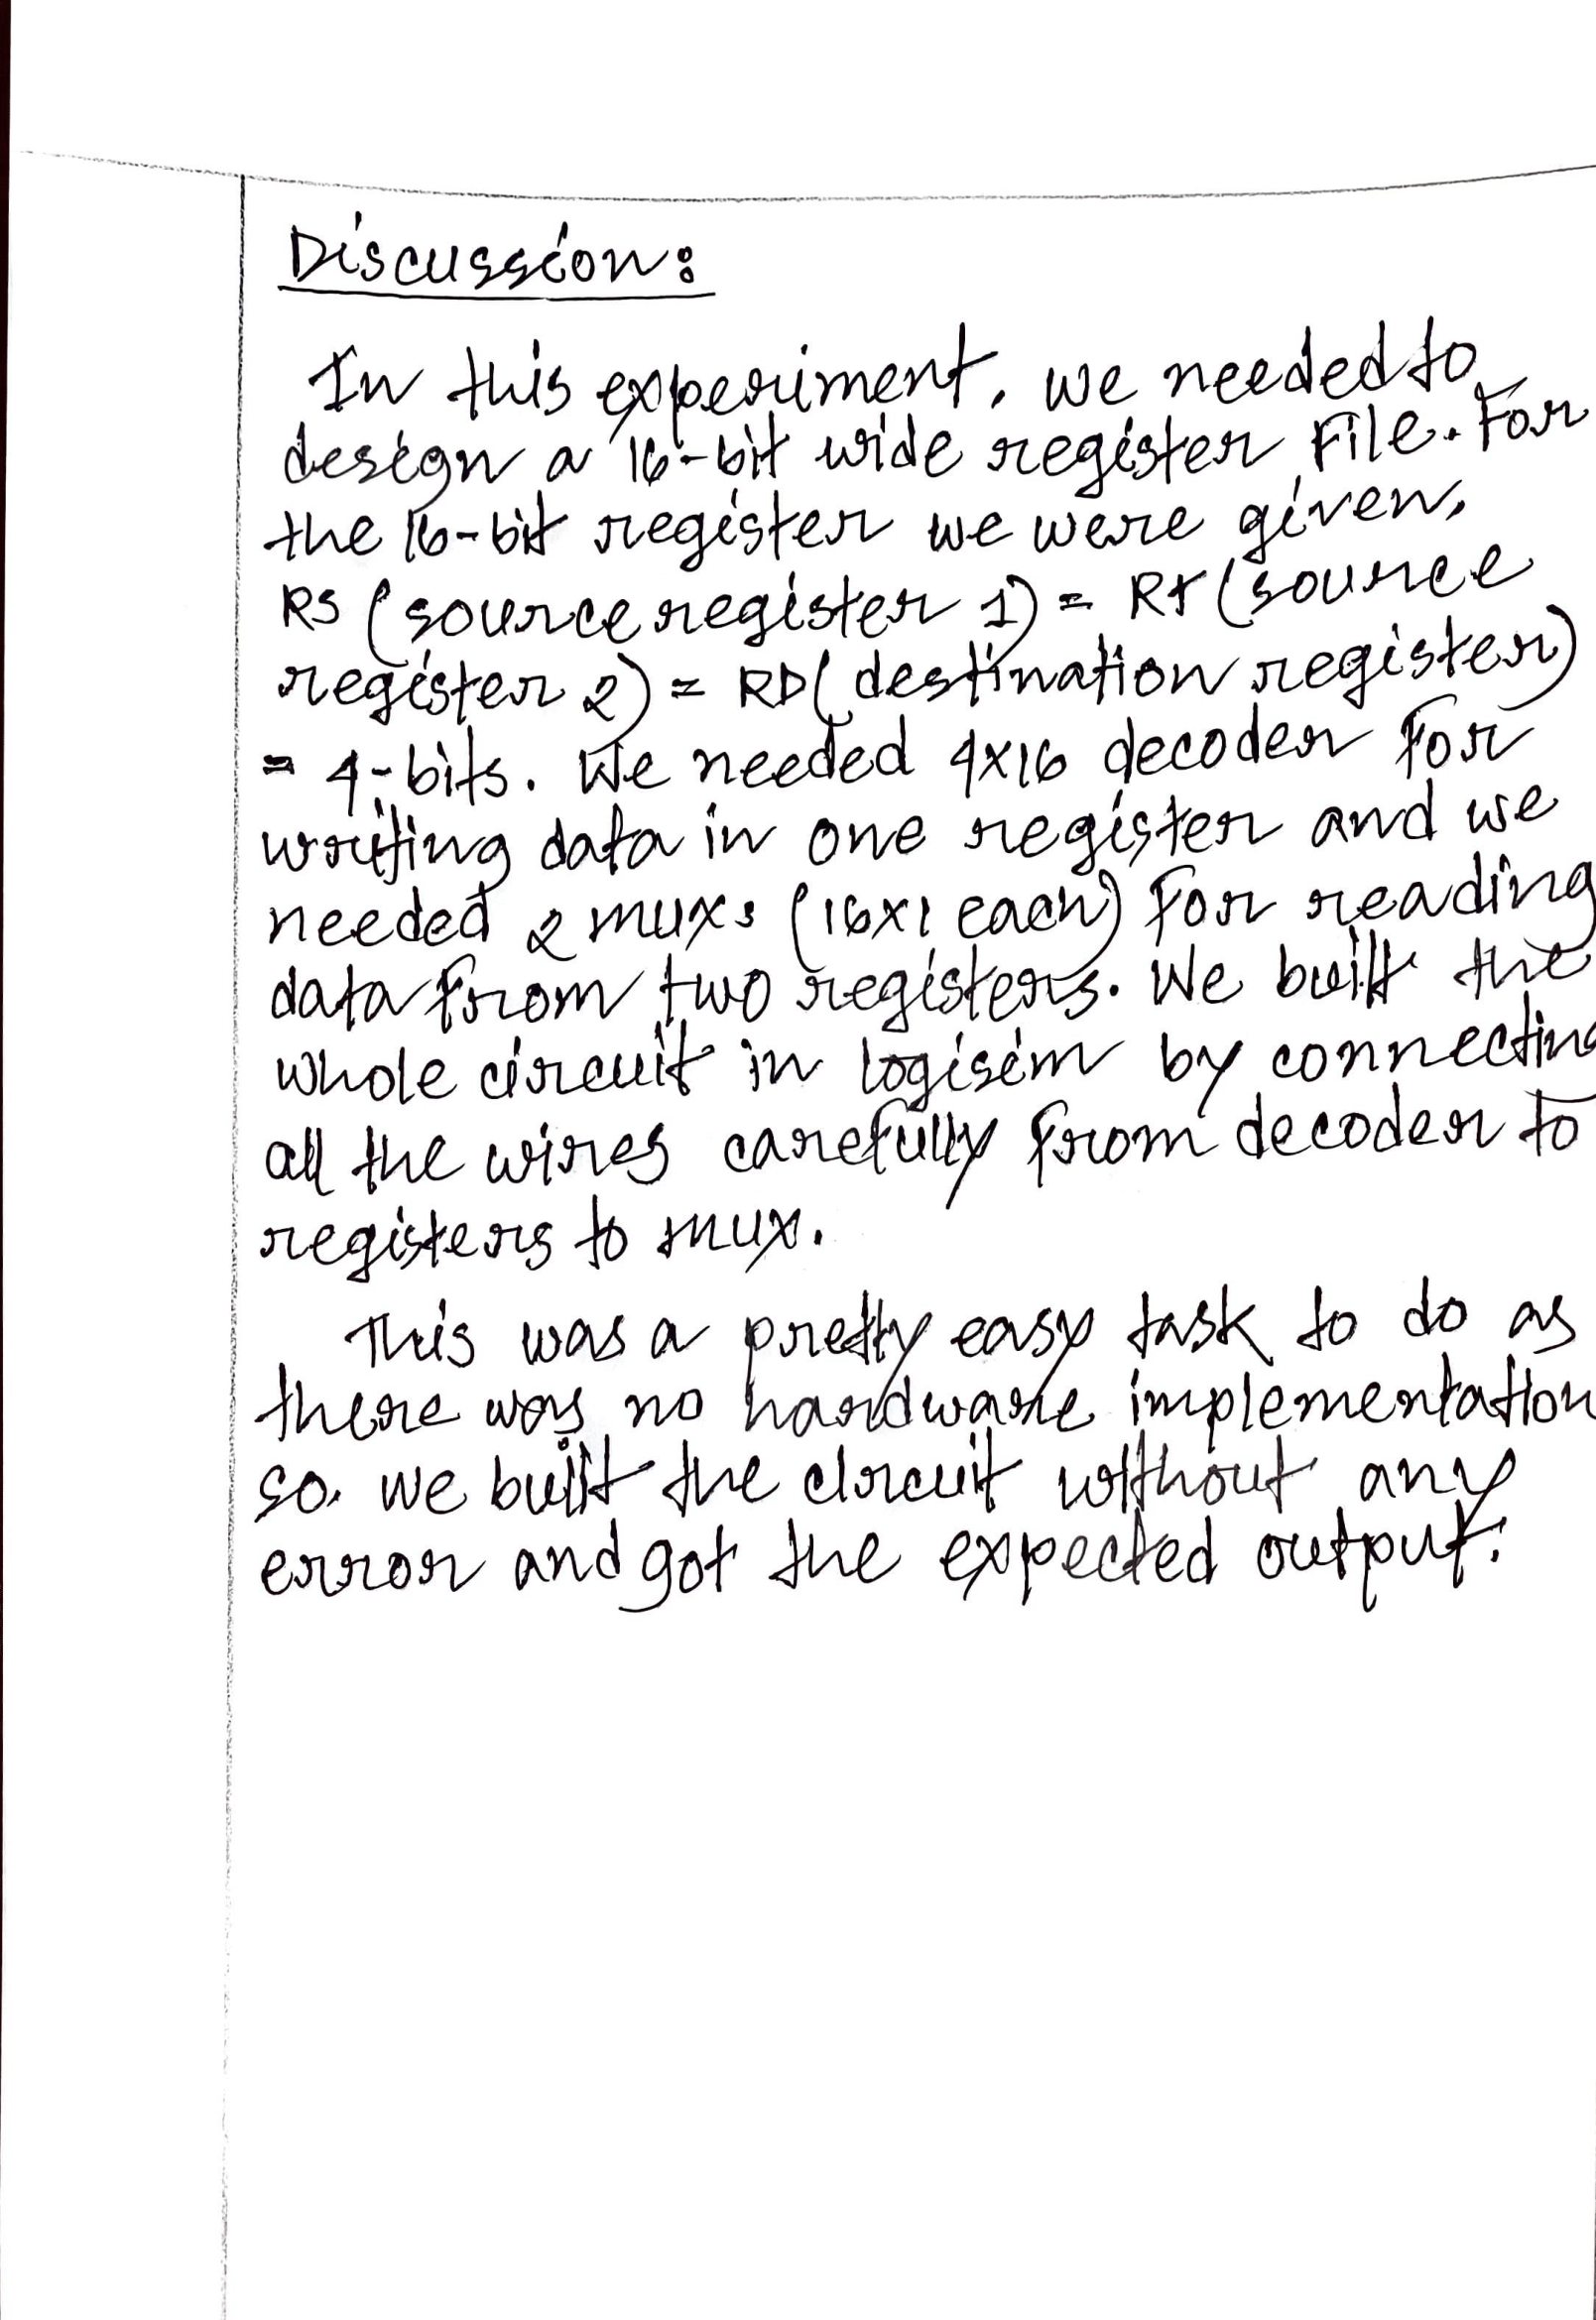 Discussion:
In this experiment, we needed to
design a 16-bit wide register file. For
the 16-bit register we were given,
RS (source register 1) = RT (source
register 2) = RD (destination register)
= 4-bits. We needed 4x16 decoder for
writing data in one register and we
needed 2 muxs (16x1 each) for reading
data from two registers. We built the
whole circuit in logisim by connecting
all the wires carefully from decoder to
registers to mux.
This was a pretty easy task to do as
there was no hardware implementation
so, we built the circuit without any
error and got the expected output.